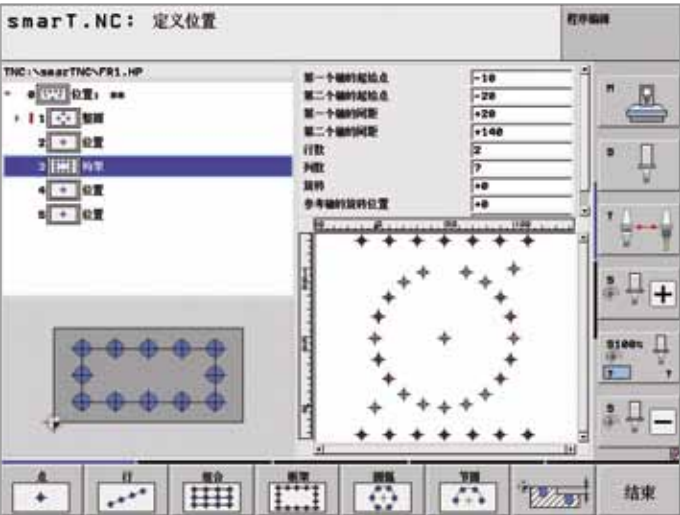 smarT.NC: 定义位置
程序编辑
TNC:\smarTNC\FR1.HP
0 位置: mm
1 整圆
2 位置
3 构架
4 位置
5 位置
第一个轴的起始点 -10
第二个轴的起始点 -20
第一个轴的间距 +20
第二个轴的间距 +140
行数 2
列数 7
旋转 +0
参考轴的旋转位置 +0
M
S
T
S
S100%
S
点
行
组合
框架
圆弧
节圆
结束